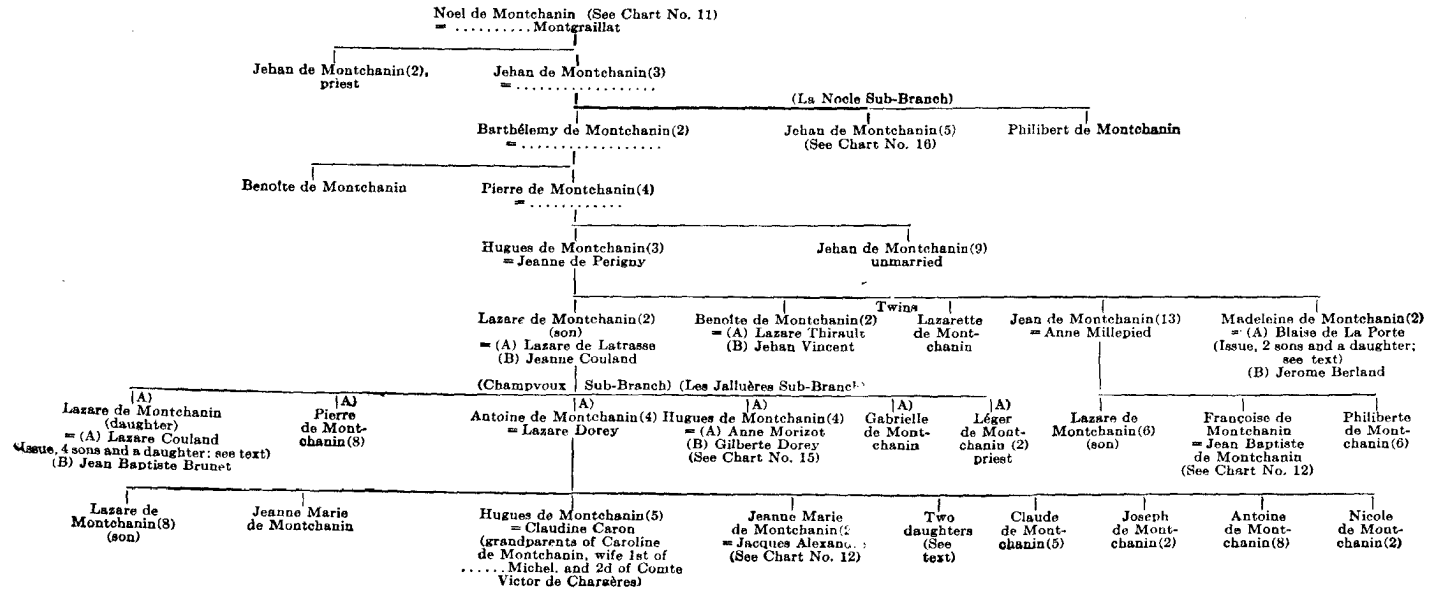 Noel de Montchanin (See Chart No. 11)
= .......... Montgraillat
Jehan de Montchanin(2),
priest
Jehan de Montchanin(3)
= .................
(La Nocle Sub-Branch)
Barthélemy de Montchanin(2)
= .................
Jehan de Montchanin(5)
(See Chart No. 16)
Philibert de Montchanin
Benoîte de Montchanin
Pierre de Montchanin(4)
= ............
Hugues de Montchanin(3)
= Jeanne de Perigny
Jehan de Montchanin(9)
unmarried
Twins
Lazare de Montchanin(2)
(son)
= (A) Lazare de Latrasse
(B) Jeanne Couland
Benoîte de Montchanin(2)
= (A) Lazare Thirault
(B) Jehan Vincent
Lazarette
de Mont-
chanin
Jean de Montchanin(13)
= Anne Millepied
Madeleine de Montchanin(2)
= (A) Blaise de La Porte
(Issue, 2 sons and a daughter;
see text)
(B) Jerome Berland
(Champvoux Sub-Branch) (Les Jalluères Sub-Branch)
(A)
Lazare de Montchanin
(daughter)
= (A) Lazare Couland
(Issue, 4 sons and a daughter; see text)
(B) Jean Baptiste Brunet
(A)
Pierre
de Mont-
chanin(8)
(A)
Antoine de Montchanin(4)
= Lazare Dorey
(A)
Hugues de Montchanin(4)
= (A) Anne Morizot
(B) Gilberte Dorey
(See Chart No. 15)
(A)
Gabrielle
de Mont-
chanin
(A)
Léger
de Mont-
chanin (2)
priest
Lazare de
Montchanin(6)
(son)
Françoise de
Montchanin
= Jean Baptiste
de Montchanin
(See Chart No. 12)
Philiberte
de Mont-
chanin(6)
Lazare de
Montchanin(8)
(son)
Jeanne Marie
de Montchanin
Hugues de Montchanin(5)
= Claudine Caron
(grandparents of Caroline
de Montchanin, wife 1st of
...... Michel, and 2d of Comte
Victor de Chargères)
Jeanne Marie
de Montchanin(2
= Jacques
(See Chart No. 12)
Two
daughters
(See
text)
Claude
de Mont-
chanin(5)
Joseph
de Mont-
chanin(2)
Antoine
de Mont-
chanin(8)
Nicole
de Mont-
chanin(2)